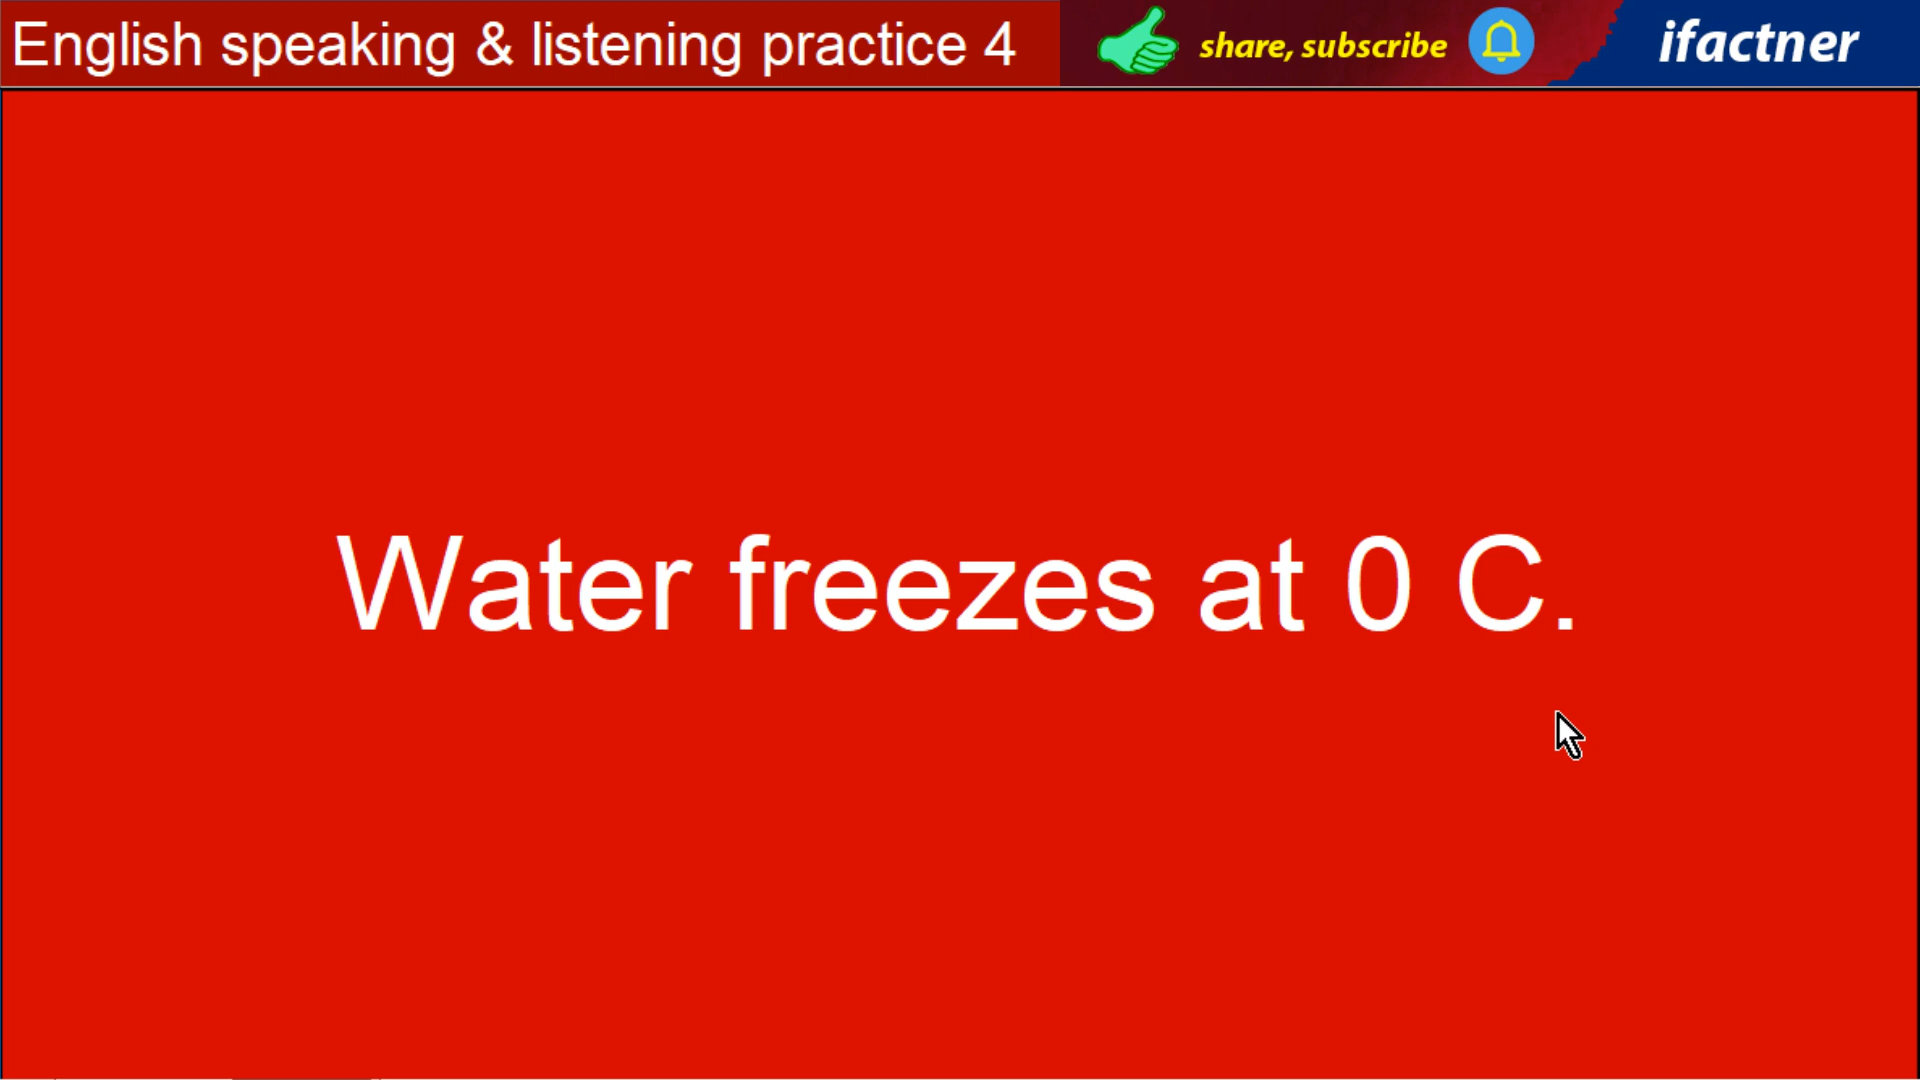 English speaking & listening practice 4
share, subscribe
ifactner
Water freezes at 0 C.